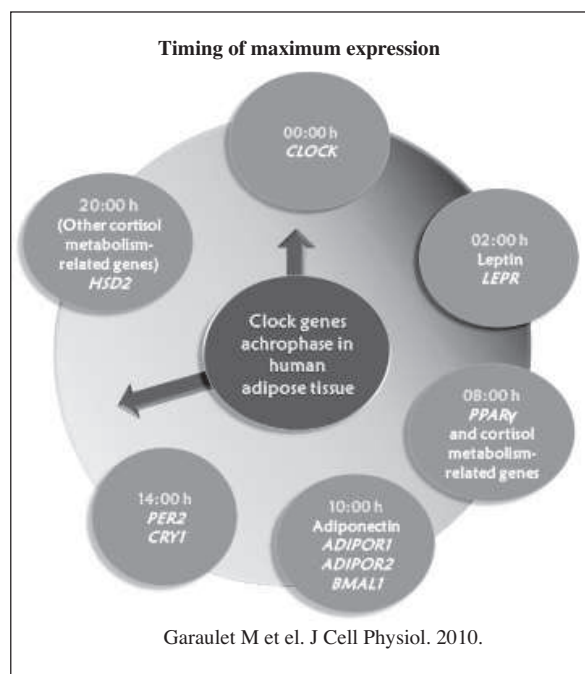 Timing of maximum expression
00:00 h
CLOCK
20:00 h
(Other cortisol
metabolism-
related genes)
HSD2
02:00 h
Leptin
LEPR
Clock genes
achrophase in
human
adipose tissue
08:00 h
PPARγ
and cortisol
metabolism-
related genes
14:00 h
PER2
CRY1
10:00 h
Adiponectin
ADIPOR1
ADIPOR2
BMAL1
Garaulet M et el. J Cell Physiol. 2010.